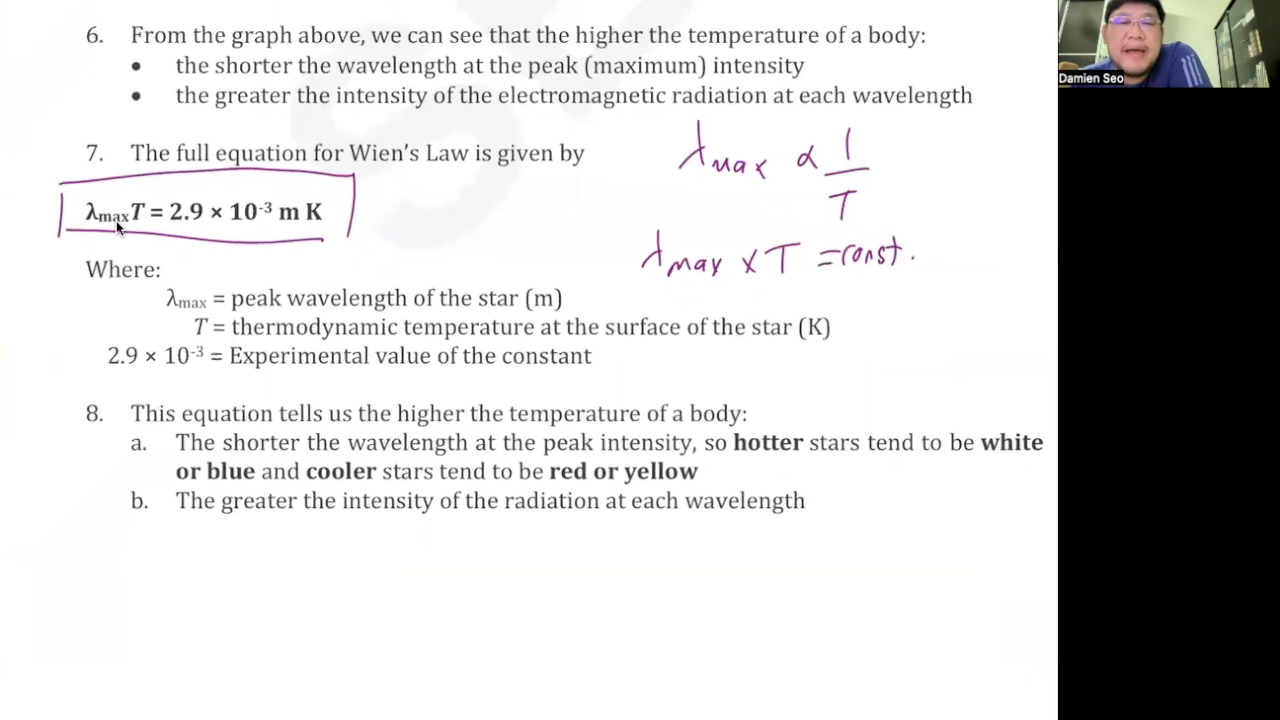 6. From the graph above, we can see that the higher the temperature of a body:
• the shorter the wavelength at the peak (maximum) intensity
• the greater the intensity of the electromagnetic radiation at each wavelength
7. The full equation for Wien's Law is given by
λmax ∝ 1/T
λmaxT = 2.9 × 10⁻³ m K
λmax × T = const.
Where:
λmax = peak wavelength of the star (m)
T = thermodynamic temperature at the surface of the star (K)
2.9 × 10⁻³ = Experimental value of the constant
8. This equation tells us the higher the temperature of a body:
a. The shorter the wavelength at the peak intensity, so hotter stars tend to be white
or blue and cooler stars tend to be red or yellow
b. The greater the intensity of the radiation at each wavelength
Damien Seo